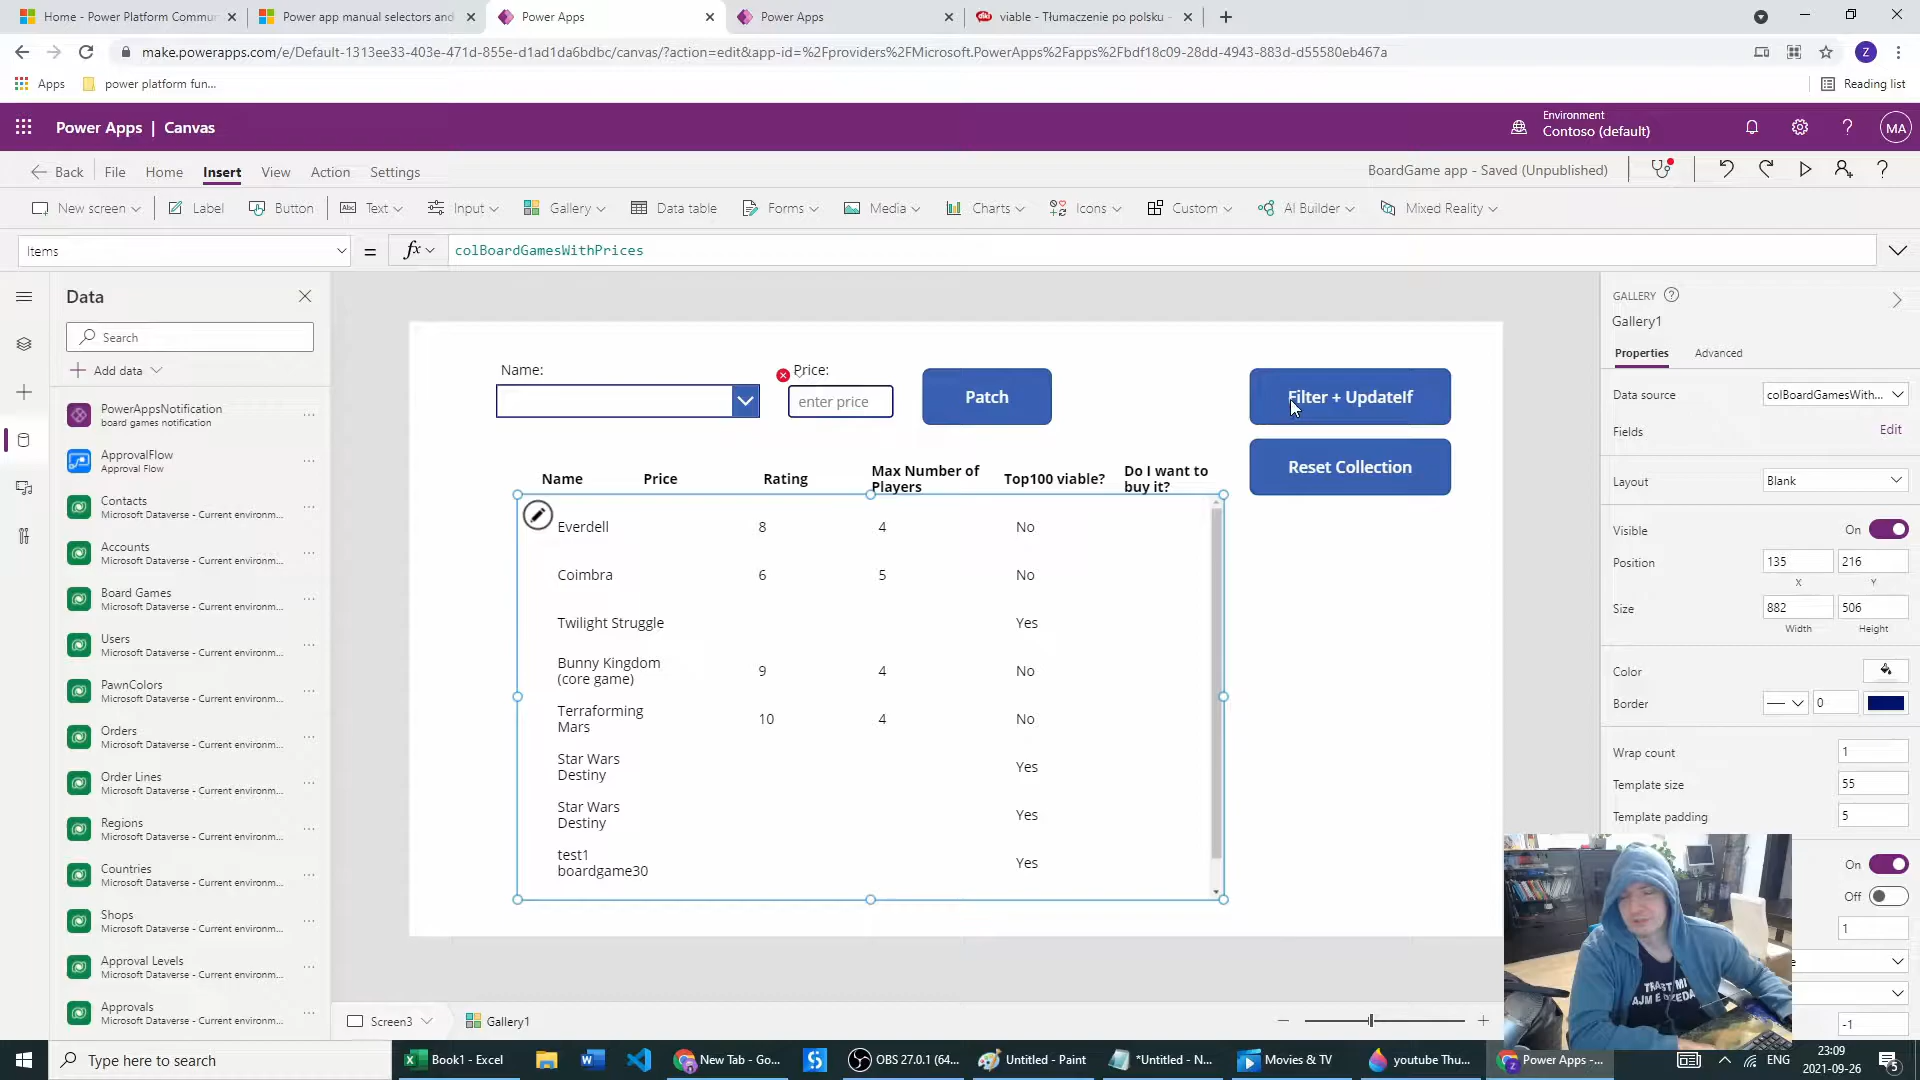 Home - Power Platform Commu
Power app manual selectors and
Power Apps
Power Apps
viable - Tłumaczenie po polsku -
make.powerapps.com/e/Default-1313ee33-403e-471d-855e-d1ad1da6bdbc/canvas/?action=edit&app-id=%2Fproviders%2FMicrosoft.PowerApps%2Fapps%2Fbdf18c09-28dd-4943-883d-d55580eb467a
Z
Apps
power platform fun...
Reading list
Power Apps | Canvas
Environment
Contoso (default)
MA
Back
File
Home
Insert
View
Action
Settings
BoardGame app - Saved (Unpublished)
New screen
Label
Button
Text
Input
Gallery
Data table
Forms
Media
Charts
Icons
Custom
AI Builder
Mixed Reality
Items
=
fx
colBoardGamesWithPrices
Data
Search
Add data
PowerAppsNotification
board games notification
ApprovalFlow
Approval Flow
Contacts
Microsoft Dataverse - Current environm...
Accounts
Microsoft Dataverse - Current environm...
Board Games
Microsoft Dataverse - Current environm...
Users
Microsoft Dataverse - Current environm...
PawnColors
Microsoft Dataverse - Current environm...
Orders
Microsoft Dataverse - Current environm...
Order Lines
Microsoft Dataverse - Current environm...
Regions
Microsoft Dataverse - Current environm...
Countries
Microsoft Dataverse - Current environm...
Shops
Microsoft Dataverse - Current environm...
Approval Levels
Microsoft Dataverse - Current environm...
Approvals
Microsoft Dataverse - Current environm...
Name:
Price:
enter price
Patch
Filter + UpdateIf
Reset Collection
Name
Price
Rating
Max Number of
Players
Top100 viable?
Do I want to
buy it?
Everdell 8 4 No
Coimbra 6 5 No
Twilight Struggle Yes
Bunny Kingdom
(core game) 9 4 No
Terraforming
Mars 10 4 No
Star Wars
Destiny Yes
Star Wars
Destiny Yes
test1
boardgame30 Yes
Screen3
Gallery1
GALLERY
Gallery1
Properties
Advanced
Data source
colBoardGamesWith...
Fields
Edit
Layout
Blank
Visible
On
Position
135 216
X Y
Size
882 506
Width Height
Color
Border
0
Wrap count
1
Template size
55
Template padding
5
On
Off
1
-1
Type here to search
Book1 - Excel
New Tab - Go...
OBS 27.0.1 (64...
Untitled - Paint
*Untitled - N...
Movies & TV
youtube Thu...
Power Apps -...
ENG
23:09
2021-09-26
5